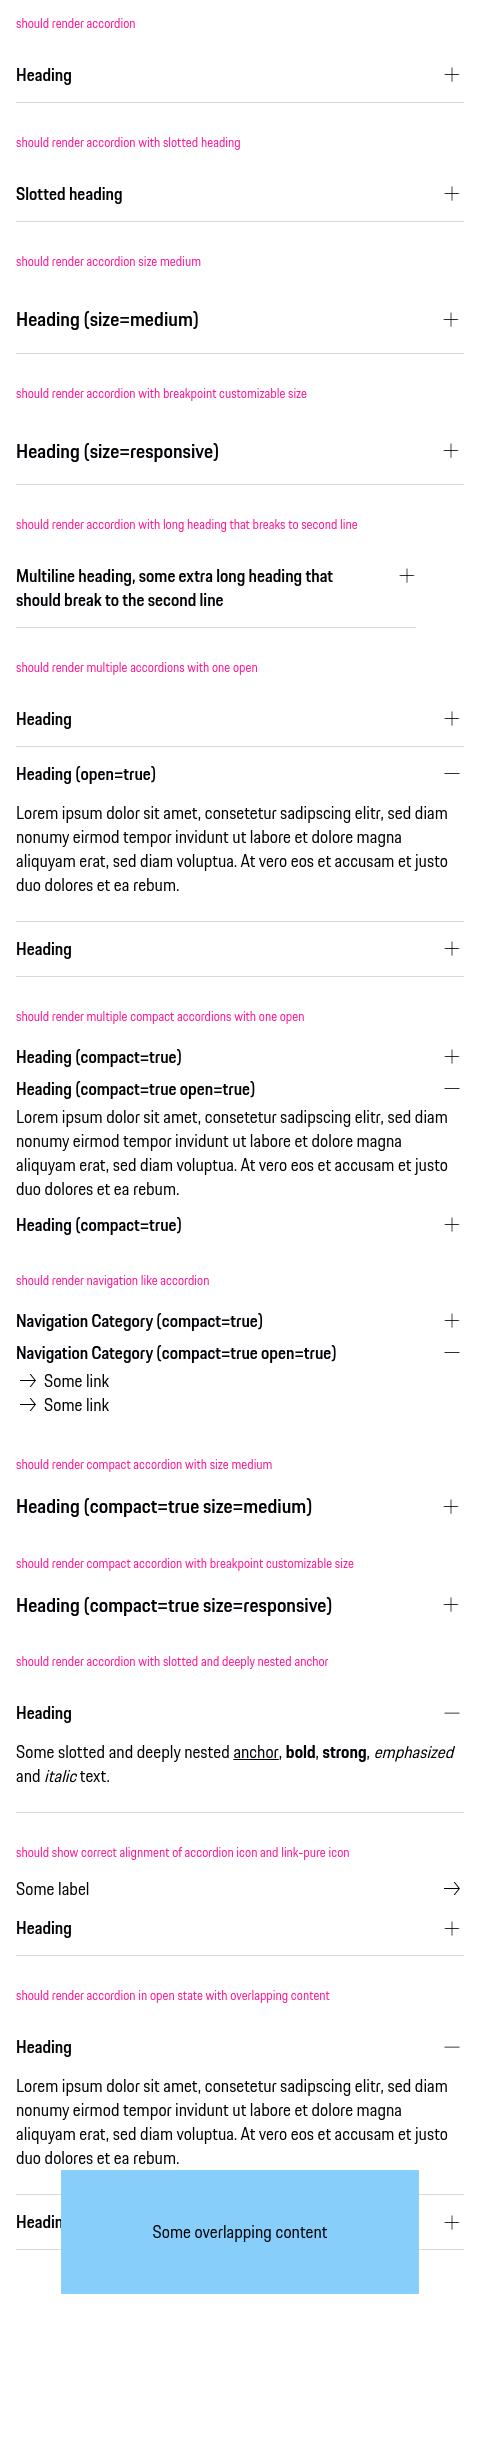 should render accordion
Heading
should render accordion with slotted heading
Slotted heading
should render accordion size medium
Heading (size=medium)
should render accordion with breakpoint customizable size
Heading (size=responsive)
should render accordion with long heading that breaks to second line
Multiline heading, some extra long heading that
should break to the second line
should render multiple accordions with one open
Heading
Heading (open=true)
Lorem ipsum dolor sit amet, consetetur sadipscing elitr, sed diam
nonumy eirmod tempor invidunt ut labore et dolore magna
aliquyam erat, sed diam voluptua. At vero eos et accusam et justo
duo dolores et ea rebum.
Heading
should render multiple compact accordions with one open
Heading (compact=true)
Heading (compact=true open=true)
Lorem ipsum dolor sit amet, consetetur sadipscing elitr, sed diam
nonumy eirmod tempor invidunt ut labore et dolore magna
aliquyam erat, sed diam voluptua. At vero eos et accusam et justo
duo dolores et ea rebum.
Heading (compact=true)
should render navigation like accordion
Navigation Category (compact=true)
Navigation Category (compact=true open=true)
Some link
Some link
should render compact accordion with size medium
Heading (compact=true size=medium)
should render compact accordion with breakpoint customizable size
Heading (compact=true size=responsive)
should render accordion with slotted and deeply nested anchor
Heading
Some slotted and deeply nested anchor, bold, strong, emphasized
and italic text.
should show correct alignment of accordion icon and link-pure icon
Some label
Heading
should render accordion in open state with overlapping content
Heading
Lorem ipsum dolor sit amet, consetetur sadipscing elitr, sed diam
nonumy eirmod tempor invidunt ut labore et dolore magna
aliquyam erat, sed diam voluptua. At vero eos et accusam et justo
duo dolores et ea rebum.
Headin
Some overlapping content